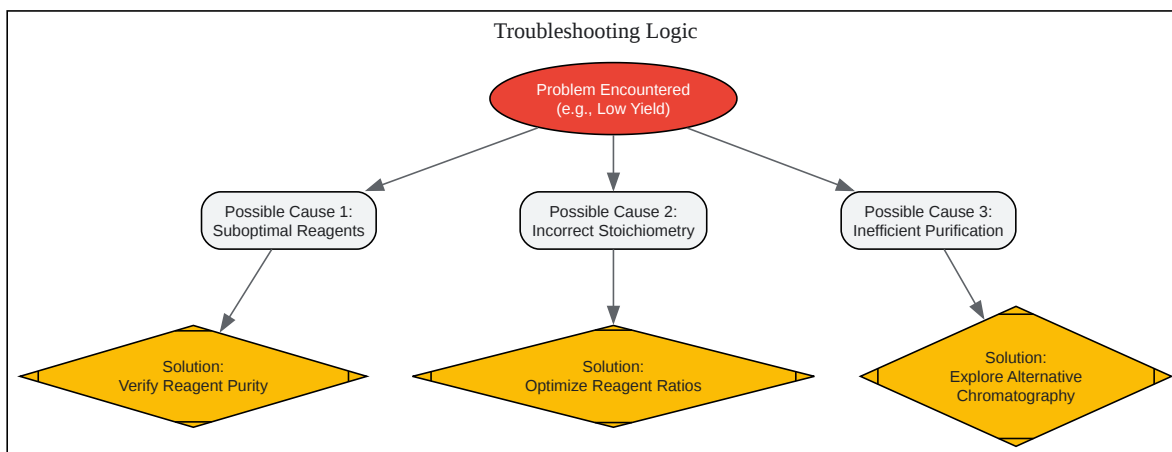 Troubleshooting Logic
Problem Encountered
(e.g., Low Yield)
Possible Cause 1:
Suboptimal Reagents
Possible Cause 2:
Incorrect Stoichiometry
Possible Cause 3:
Inefficient Purification
Solution:
Verify Reagent Purity
Solution:
Optimize Reagent Ratios
Solution:
Explore Alternative
Chromatography